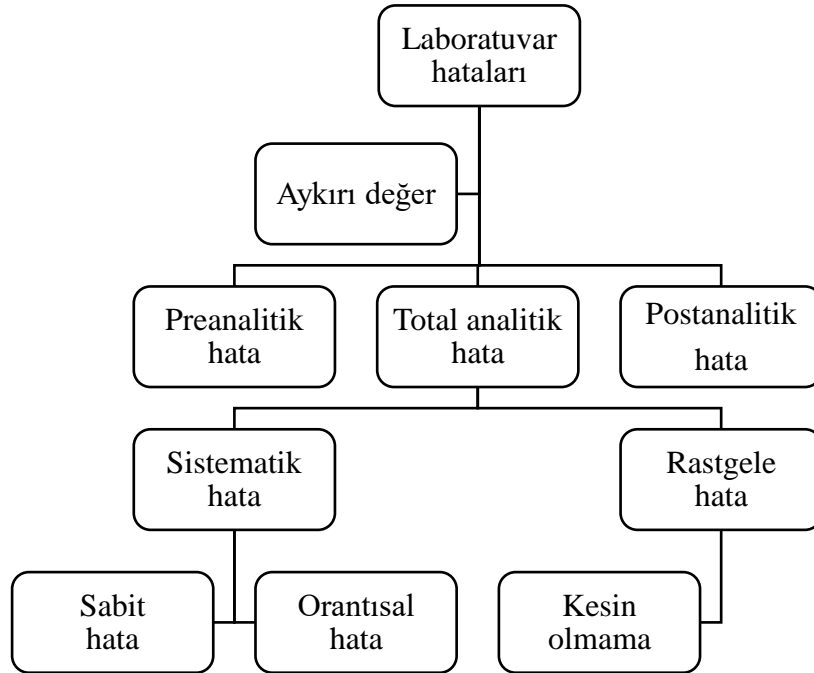 Laboratuvar
hataları
Aykırı değer
Preanalitik
hata
Total analitik
hata
Postanalitik
hata
Sistematik
hata
Rastgele
hata
Sabit
hata
Orantısal
hata
Kesin
olmama